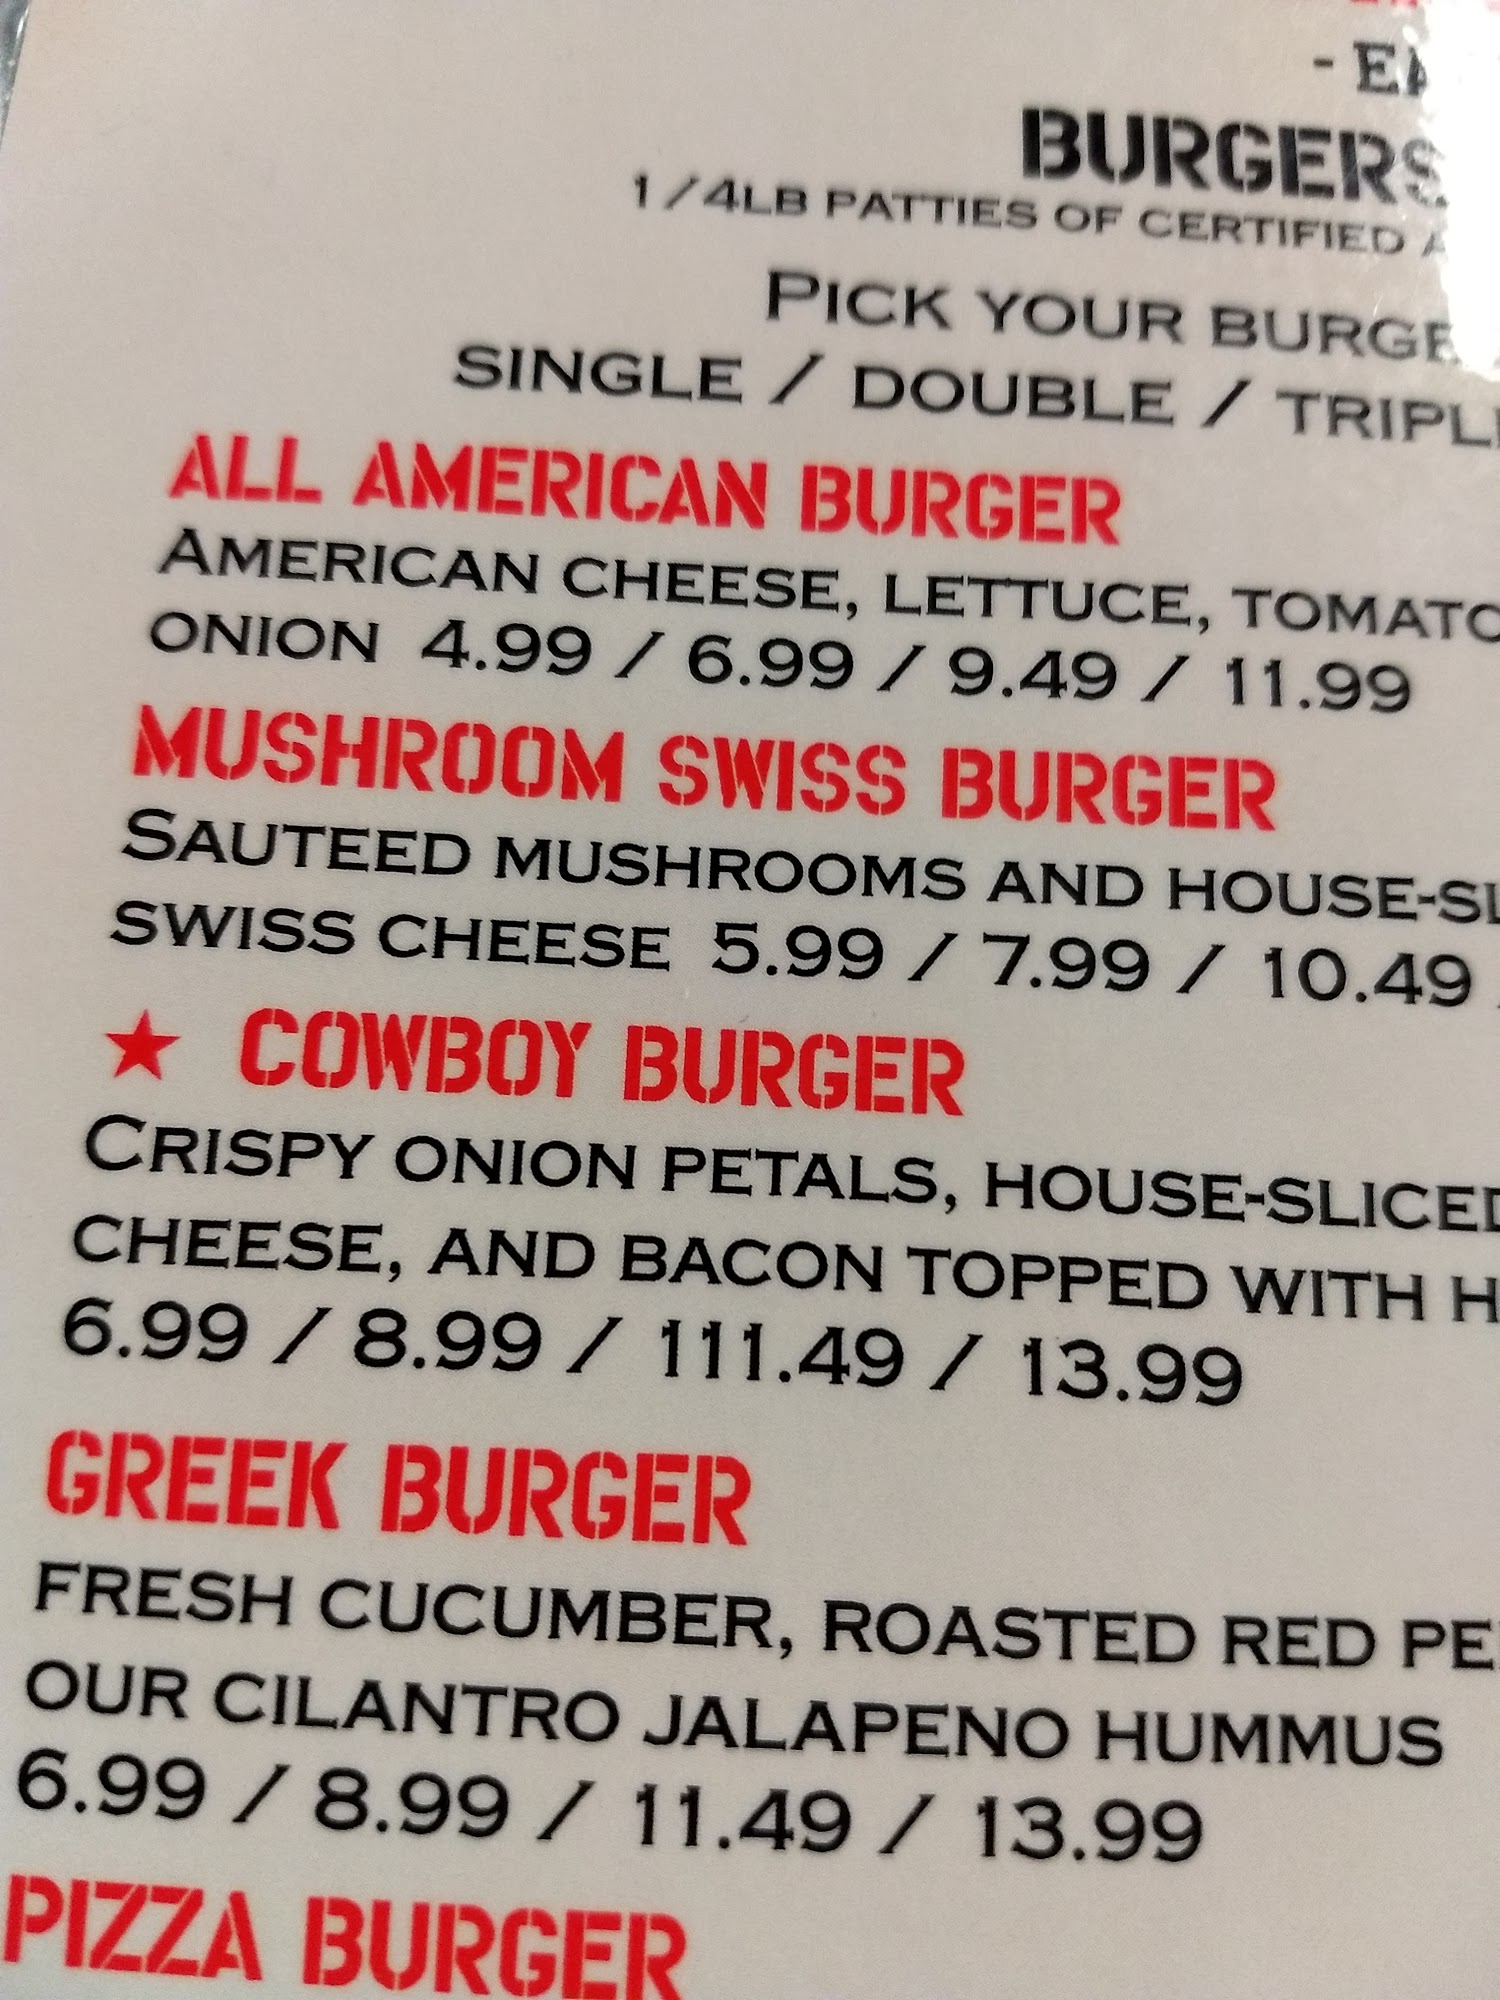 BURGERS
1/4LB PATTIES OF CERTIFIED
PICK YOUR
SINGLE / DOUBLE /
ALL AMERICAN BURGER
AMERICAN CHEESE, LETTUCE,
ONION 4.99 / 6.99 / 9.49 / 11.99
MUSHROOM SWISS BURGER
SAUTEED MUSHROOMS AND
SWISS CHEESE 5.99 / 7.99 / 10.49
★ COWBOY BURGER
CRISPY ONION PETALS, HOUSE-SLICED
CHEESE, AND BACON TOPPED WITH
6.99 / 8.99 / 111.49 / 13.99
GREEK BURGER
FRESH CUCUMBER, ROASTED RED
OUR CILANTRO JALAPENO HUMMUS
6.99 / 8.99 / 11.49 / 13.99
PIZZA BURGER